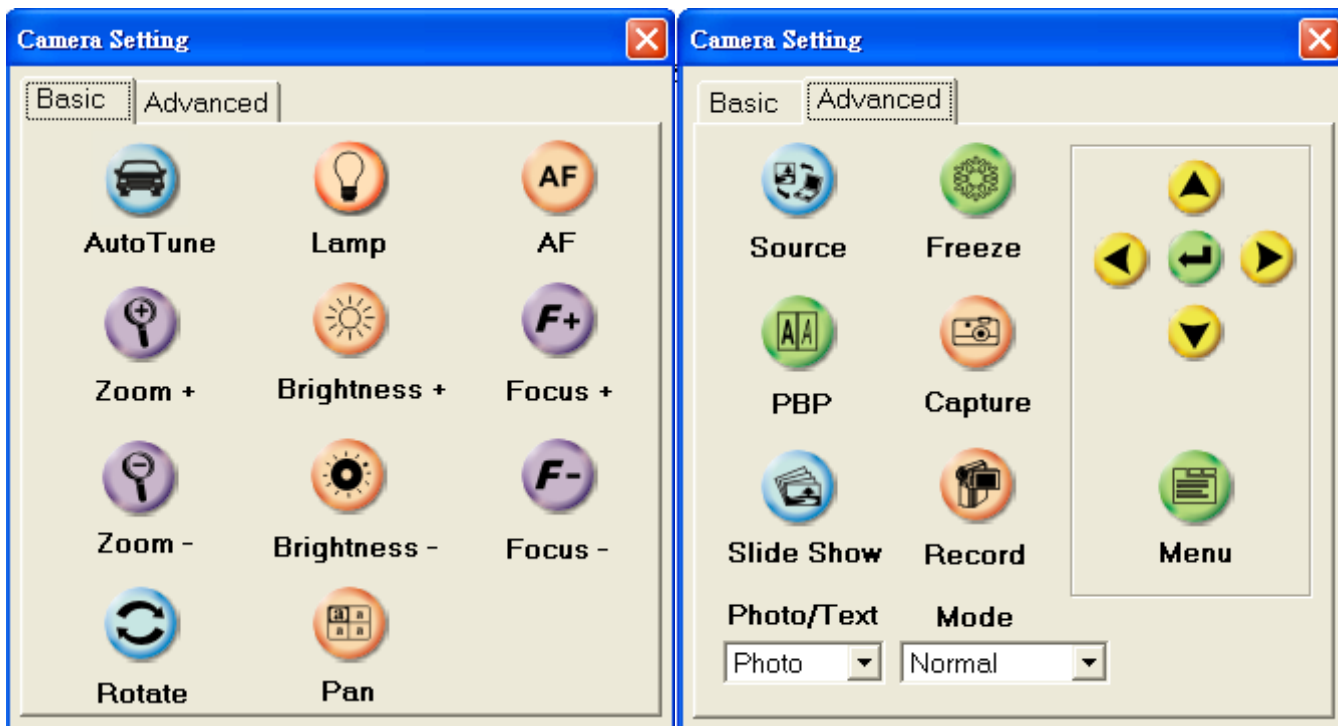 Camera Setting
Basic
Advanced
AF
AutoTune
Lamp
AF
F+
Zoom +
Brightness +
Focus +
F-
Zoom -
Brightness -
Focus -
a a
a a
Rotate
Pan
Camera Setting
Basic
Advanced
Source
Freeze
A A
PBP
Capture
Slide Show
Record
Menu
Photo/Text
Mode
Photo
Normal